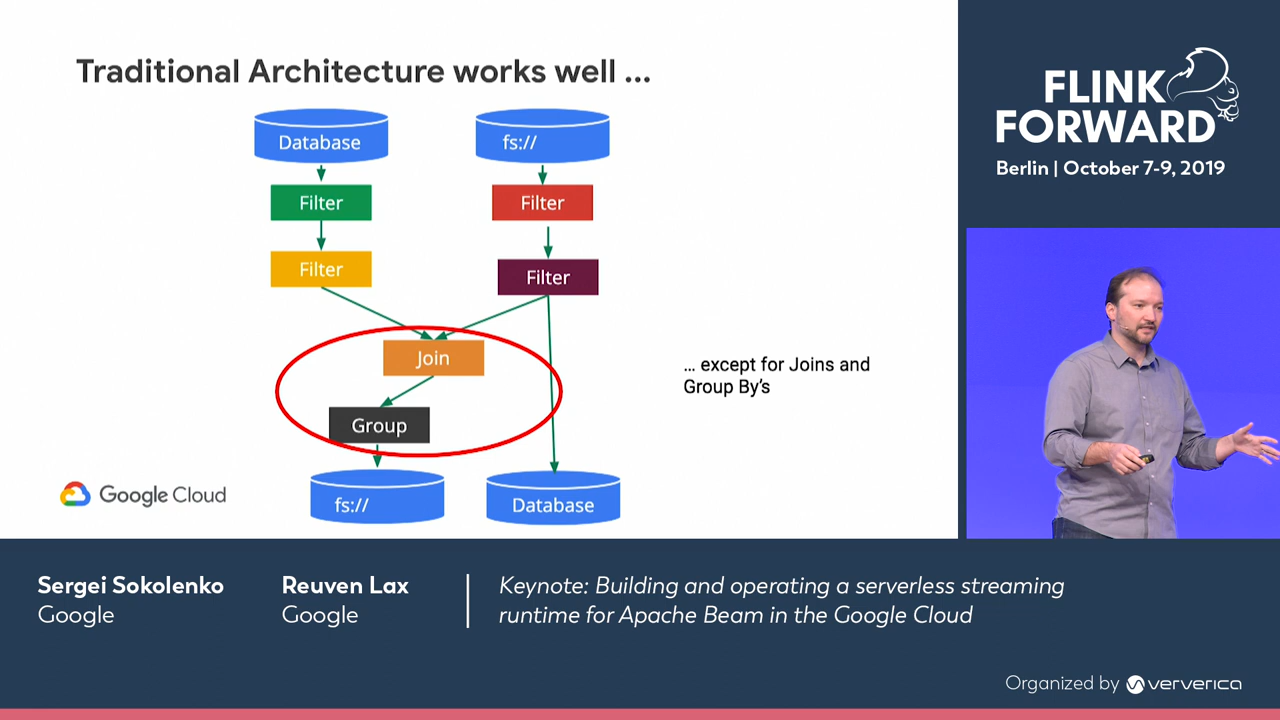 Traditional Architecture works well ...
Database
fs://
Filter
Filter
Filter
Filter
Join
Group
... except for Joins and
Group By's
fs://
Database
Google Cloud
FLINK
FORWARD
Berlin | October 7-9, 2019
Sergei Sokolenko
Google
Reuven Lax
Google
Keynote: Building and operating a serverless streaming
runtime for Apache Beam in the Google Cloud
Organized by ververica